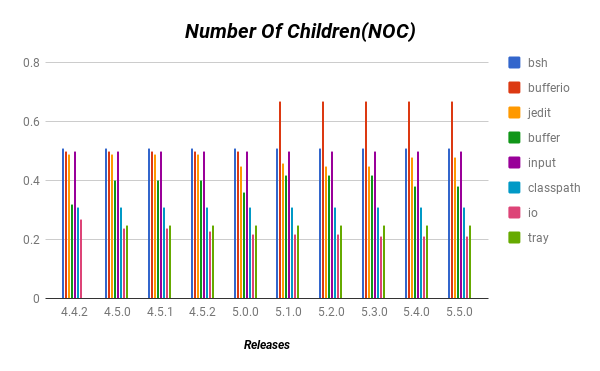 Number Of Children(NOC)
0.8
0.6
0.4
0.2
0
4.4.2 4.5.0 4.5.1 4.5.2 5.0.0 5.1.0 5.2.0 5.3.0 5.4.0 5.5.0
Releases
bsh
bufferio
jedit
buffer
input
classpath
io
tray